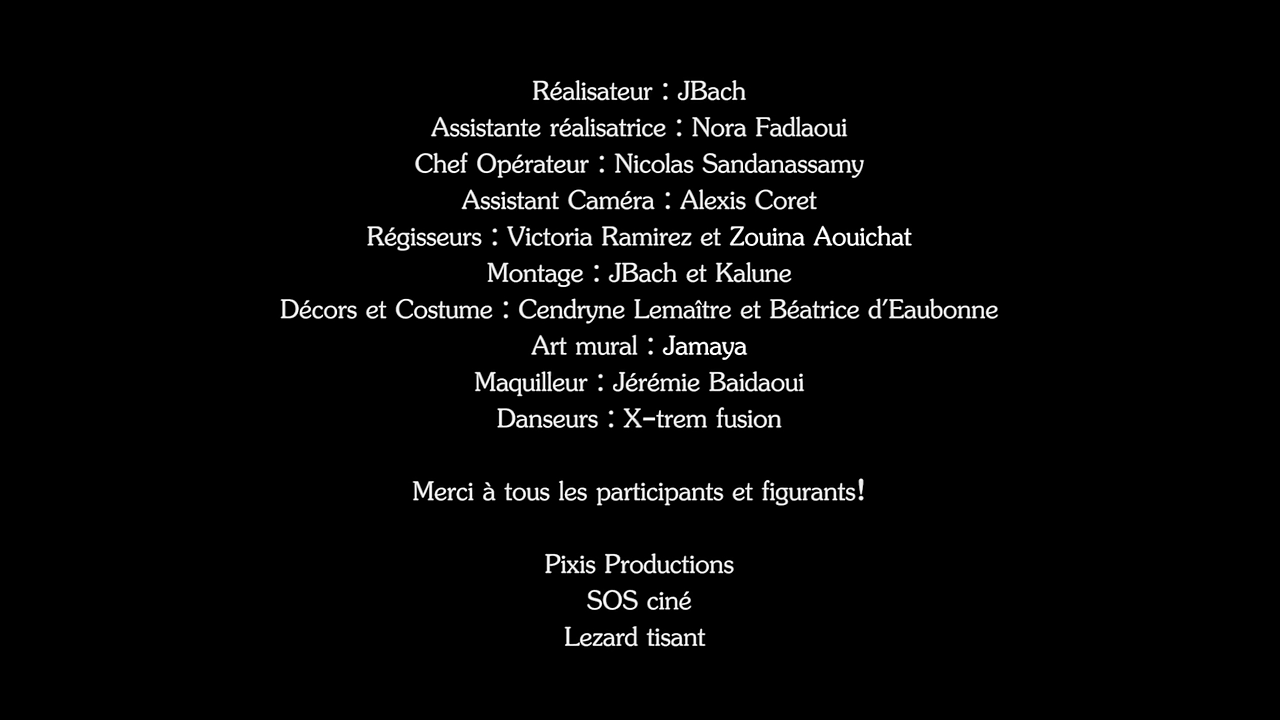 Réalisateur : JBach
Assistante réalisatrice : Nora Fadlaoui
Chef Opérateur : Nicolas Sandanassamy
Assistant Caméra : Alexis Coret
Régisseurs : Victoria Ramirez et Zouina Aouichat
Montage : JBach et Kalune
Décors et Costume : Cendryne Lemaître et Béatrice d'Eaubonne
Art mural : Jamaya
Maquilleur : Jérémie Baidaoui
Danseurs : X-trem fusion
Merci à tous les participants et figurants!
Pixis Productions
SOS ciné
Lezard tisant